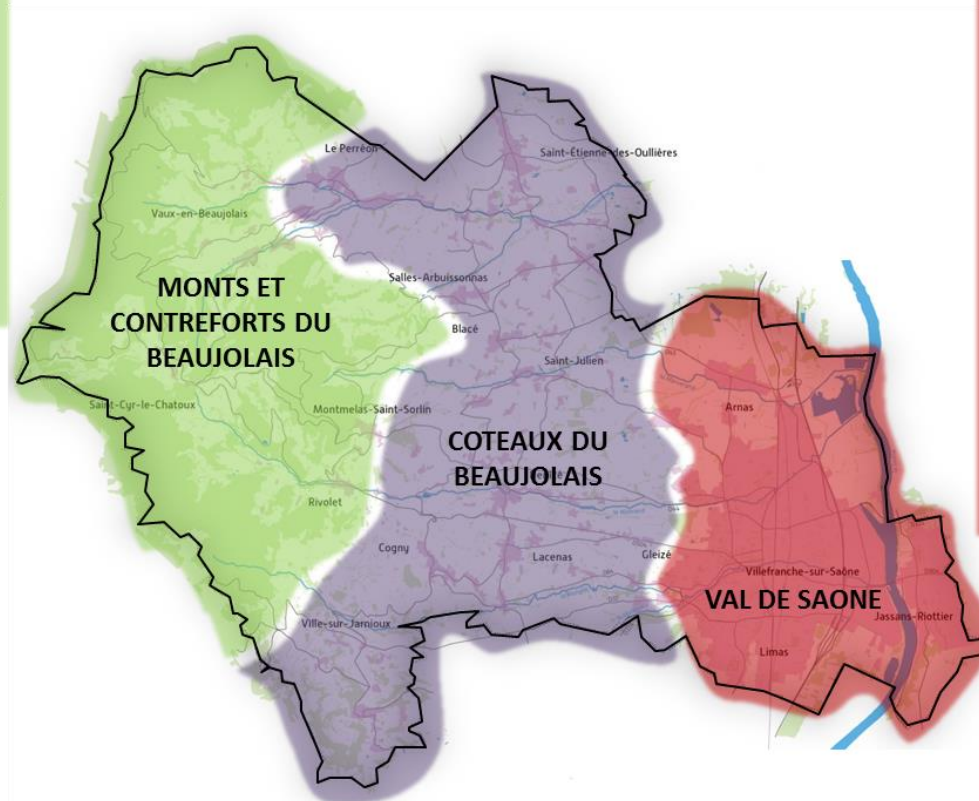 Le Perréon
Saint-Étienne-des-Oullières
Vaux-en-Beaujolais
Salles-Arbuissonnas
MONTS ET
CONTREFORTS DU
BEAUJOLAIS
Blacé
Saint-Julien
Saint-Cyr-le-Chatoux
Montmelas-Saint-Sorlin
Arnas
COTEAUX DU
BEAUJOLAIS
Rivolet
Cogny
Lacenas
Gleizé
Villefranche-sur-Saône
VAL DE SAONE
Jassans-Riottier
Ville-sur-Jarnioux
Limas